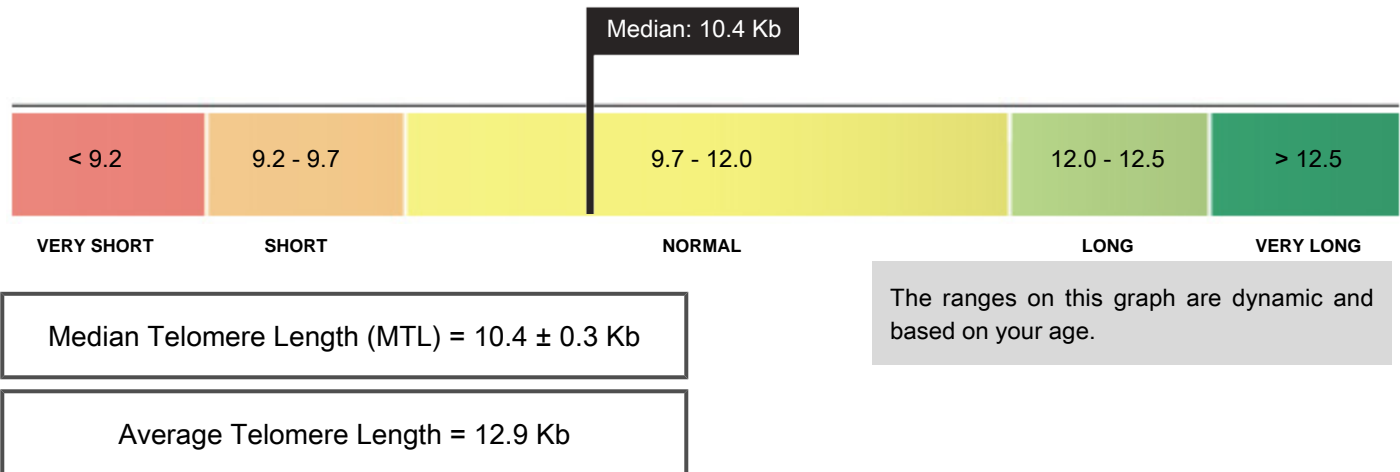 Median: 10.4 Kb
< 9.2
9.2 - 9.7
9.7 - 12.0
12.0 - 12.5
> 12.5
VERY SHORT
SHORT
NORMAL
LONG
VERY LONG
The ranges on this graph are dynamic and
based on your age.
Median Telomere Length (MTL) = 10.4 ± 0.3 Kb
Average Telomere Length = 12.9 Kb